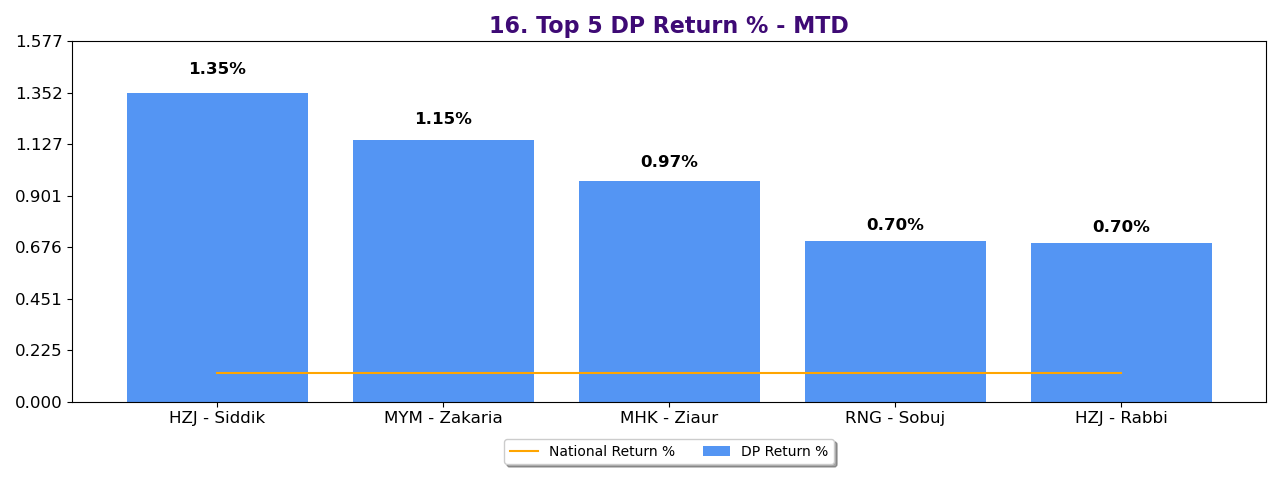 16. Top 5 DP Return % - MTD
1.577
1.352
1.127
0.901
0.676
0.451
0.225
0.000
1.35%
1.15%
0.97%
0.70%
0.70%
HZJ - Siddik
MYM - Zakaria
MHK - Ziaur
RNG - Sobuj
HZJ - Rabbi
National Return %
DP Return %